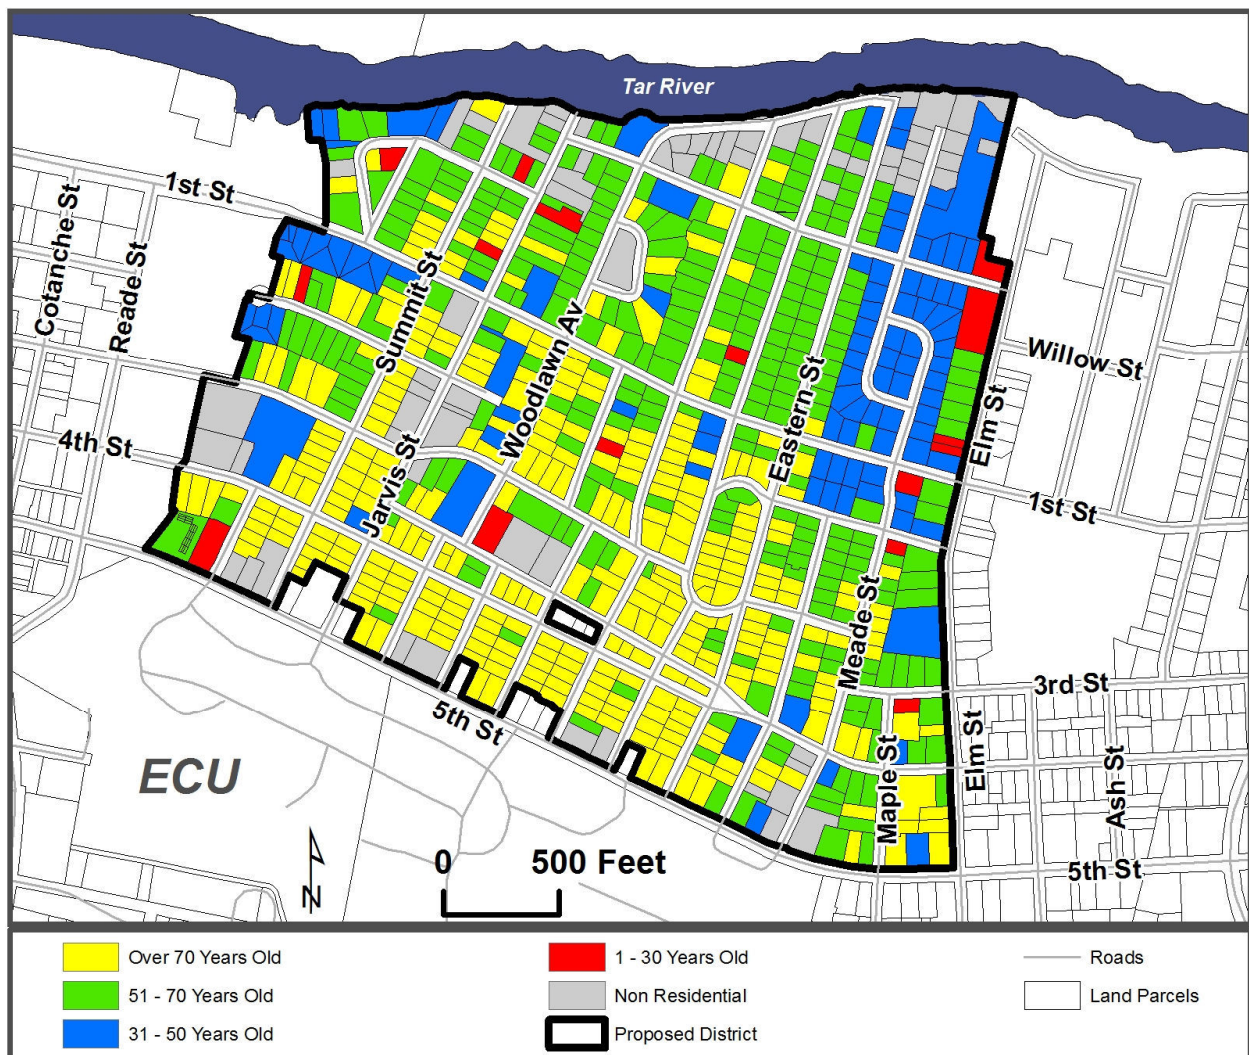 Tar River
1st St
Cotanche St
Reade St
Summit St
Woodlawn Av
Willow St
Eastern St
Elm St
4th St
Jarvis St
1st St
Meade St
3rd St
5th St
Elm St
Maple St
Ash St
ECU
N
0 500 Feet
5th St
Over 70 Years Old
51 - 70 Years Old
31 - 50 Years Old
1 - 30 Years Old
Non Residential
Proposed District
Roads
Land Parcels